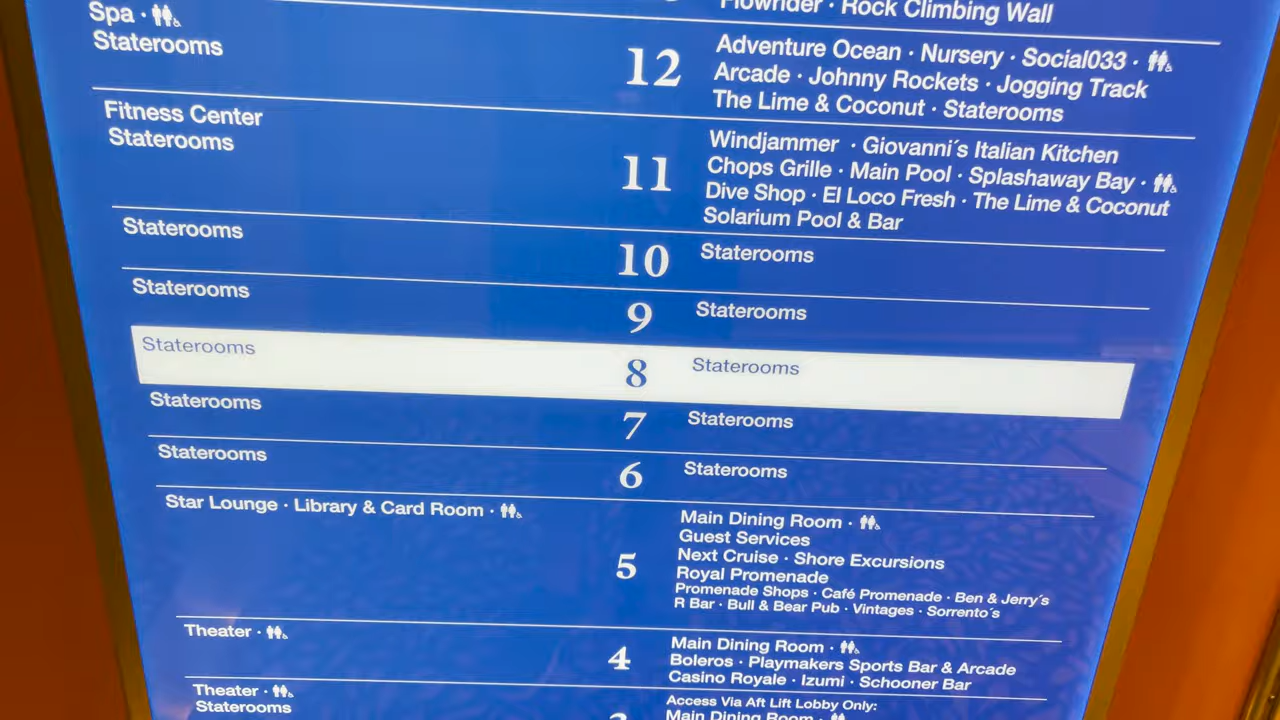 Spa ·
Staterooms
Flowrider · Rock Climbing Wall
12
Adventure Ocean · Nursery · Social033 ·
Arcade · Johnny Rockets · Jogging Track
The Lime & Coconut · Staterooms
Fitness Center
Staterooms
11
Windjammer · Giovanni´s Italian Kitchen
Chops Grille · Main Pool · Splashaway Bay ·
Dive Shop · El Loco Fresh · The Lime & Coconut
Solarium Pool & Bar
Staterooms
10
Staterooms
Staterooms
9
Staterooms
Staterooms
8
Staterooms
Staterooms
7
Staterooms
Staterooms
6
Staterooms
Star Lounge · Library & Card Room ·
5
Main Dining Room ·
Guest Services
Next Cruise · Shore Excursions
Royal Promenade
Promenade Shops · Café Promenade · Ben & Jerry´s
R Bar · Bull & Bear Pub · Vintages · Sorrento´s
Theater ·
4
Main Dining Room ·
Boleros · Playmakers Sports Bar & Arcade
Casino Royale · Izumi · Schooner Bar
Theater ·
Staterooms
3
Access Via Aft Lift Lobby Only:
Main Dining Room ·